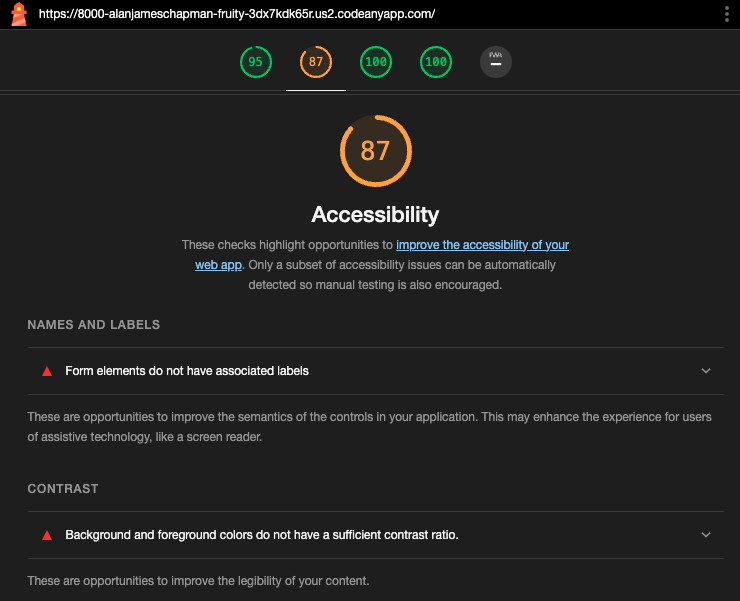 https://8000-alanjameschapman-fruity-3dx7kdk65r.us2.codeanyapp.com/
95 87 100 100 PWA
87
Accessibility
These checks highlight opportunities to improve the accessibility of your
web app. Only a subset of accessibility issues can be automatically
detected so manual testing is also encouraged.
NAMES AND LABELS
Form elements do not have associated labels
These are opportunities to improve the semantics of the controls in your application. This may enhance the experience for users
of assistive technology, like a screen reader.
CONTRAST
Background and foreground colors do not have a sufficient contrast ratio.
These are opportunities to improve the legibility of your content.